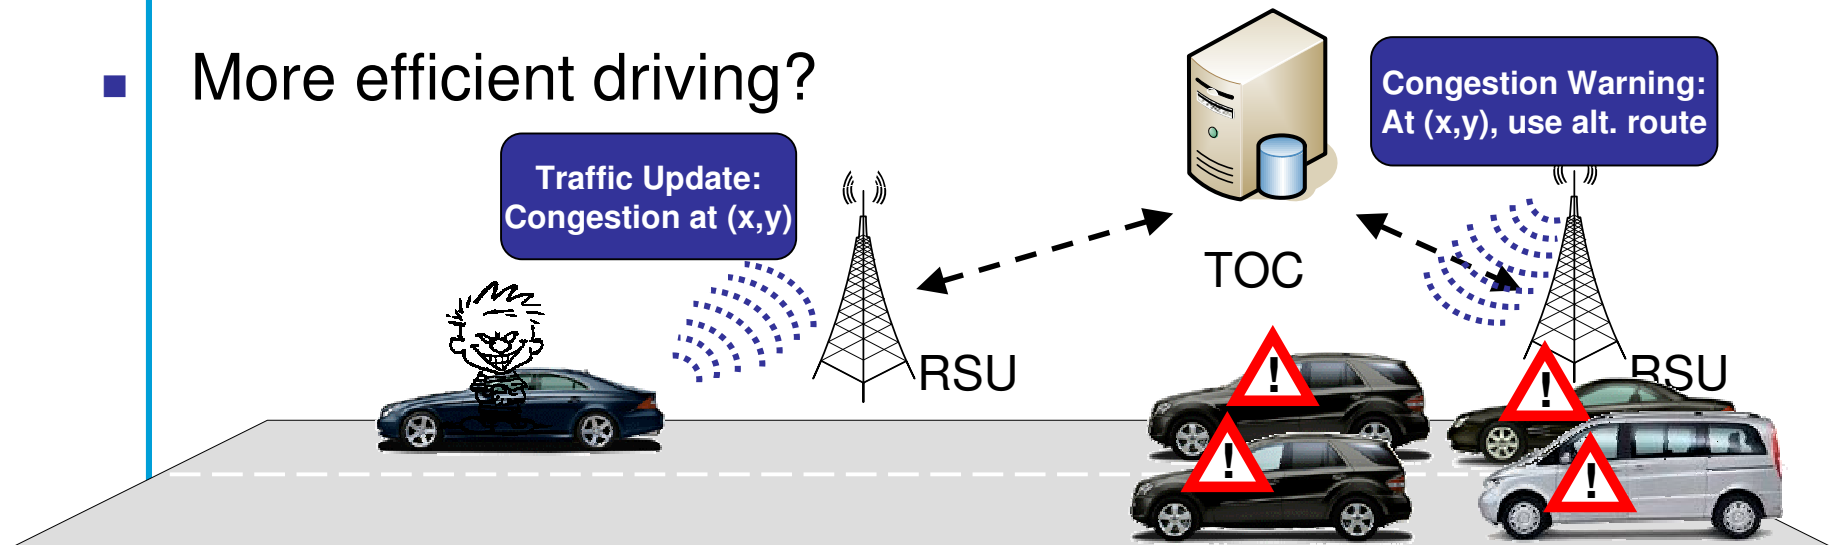 More efficient driving?
Traffic Update:
Congestion at (x,y)
Congestion Warning:
At (x,y), use alt. route
TOC
RSU
RSU
!
!
!
!